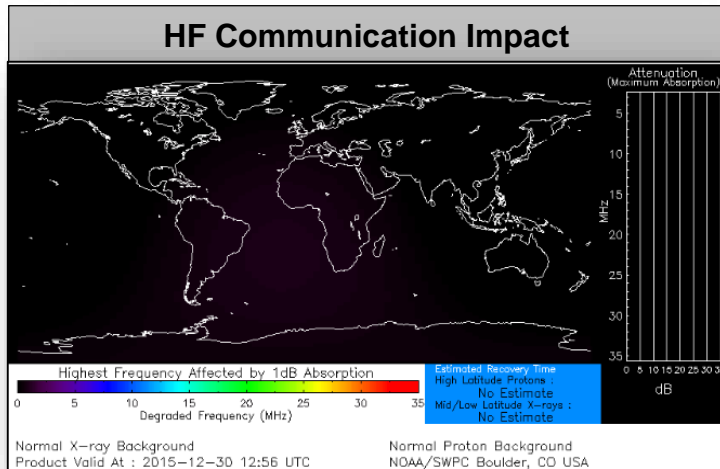 HF Communication Impact
Attenuation
(Maximum Absorption)
5
10
15
20
25
30
35
MHz
0 5 10 15 20 25 30 35
dB
Highest Frequency Affected by 1dB Absorption
0 5 10 15 20 25 30 35
Degraded Frequency (MHz)
Estimated Recovery Time
High Latitude Protons :
No Estimate
Mid/Low Latitude X-rays :
No Estimate
Normal X-ray Background
Product Valid At : 2015-12-30 12:56 UTC
Normal Proton Background
NOAA/SWPC Boulder, CO USA